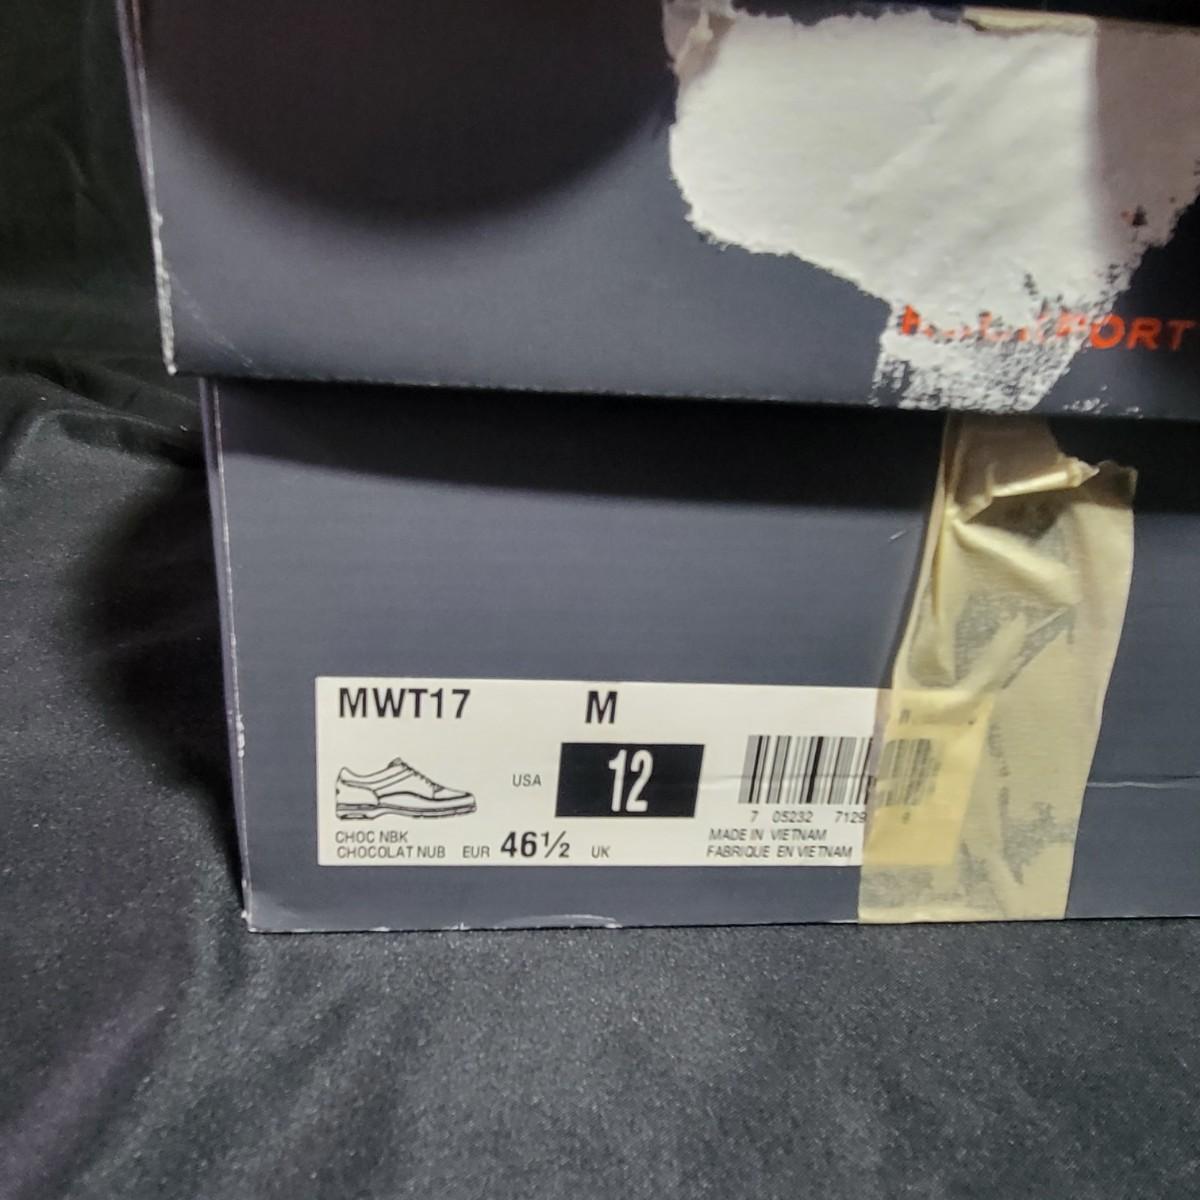 MWT17 M
USA 12
7 05232 7129
CHOC NBK
CHOCOLAT NUB EUR 46½ UK
MADE IN VIETNAM
FABRIQUE EN VIETNAM